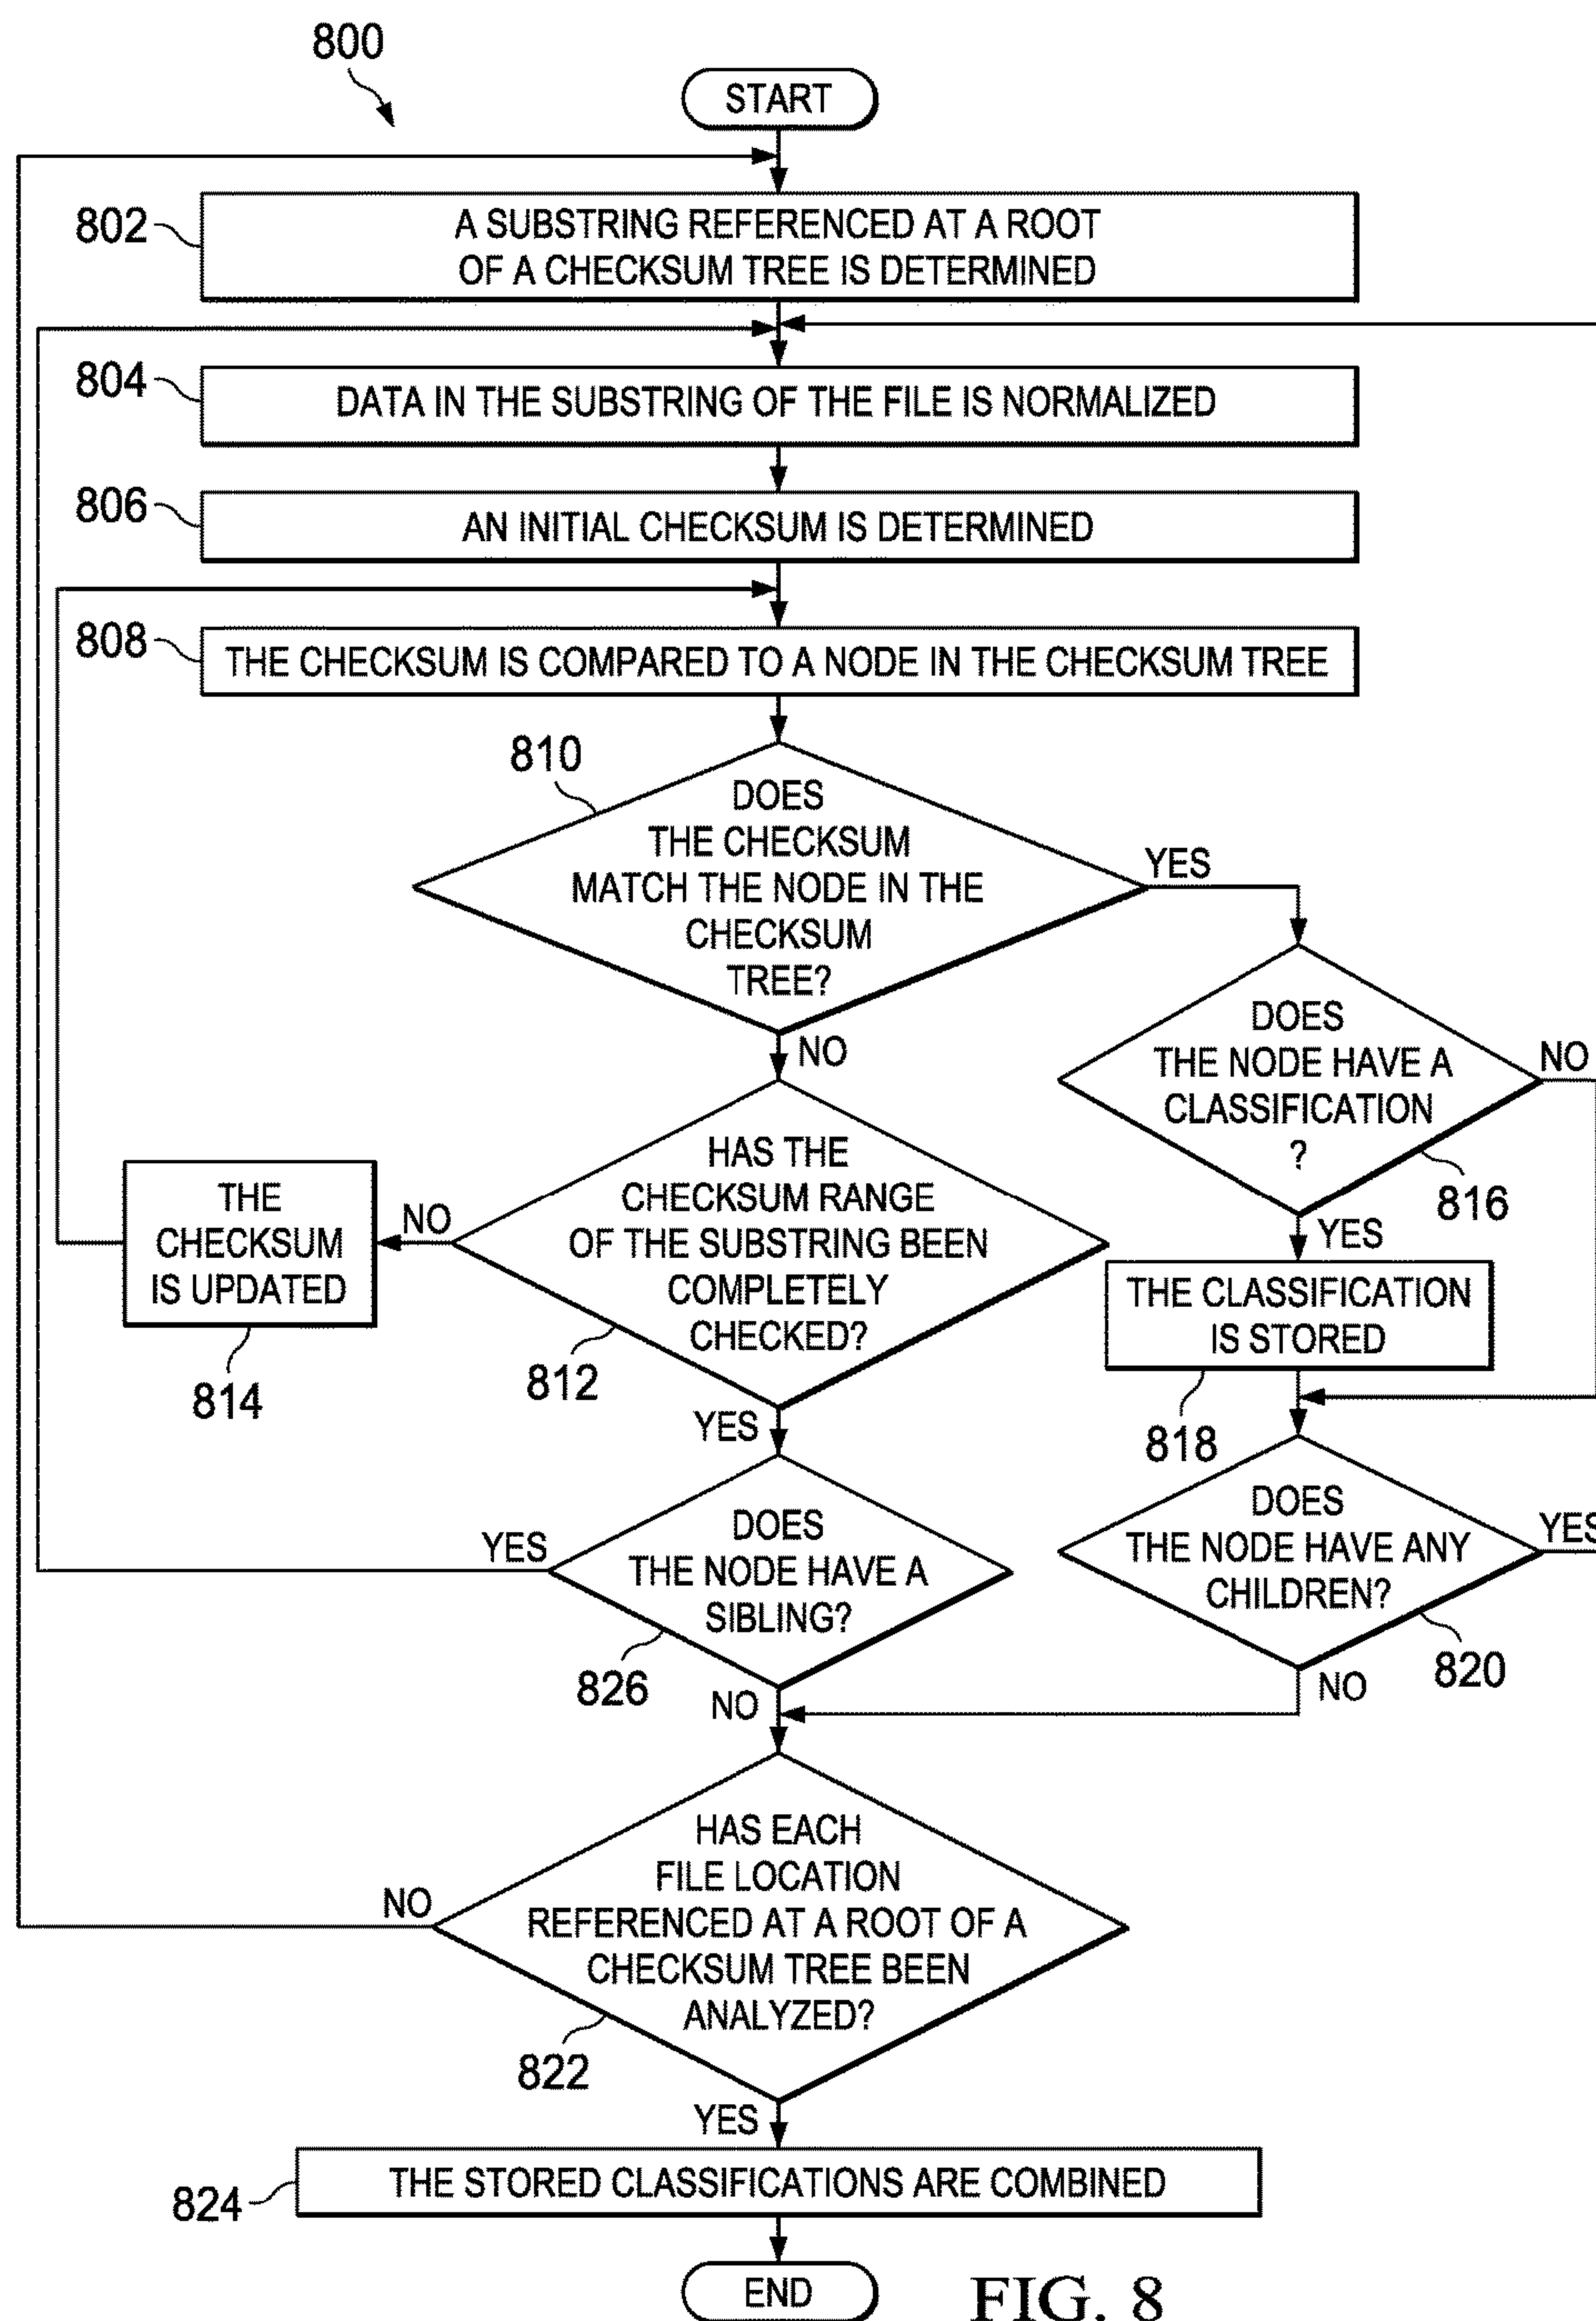 800
START
802
A SUBSTRING REFERENCED AT A ROOT
OF A CHECKSUM TREE IS DETERMINED
804
DATA IN THE SUBSTRING OF THE FILE IS NORMALIZED
806
AN INITIAL CHECKSUM IS DETERMINED
808
THE CHECKSUM IS COMPARED TO A NODE IN THE CHECKSUM TREE
810
DOES
THE CHECKSUM
MATCH THE NODE IN THE
CHECKSUM
TREE?
YES
NO
DOES
THE NODE HAVE A
CLASSIFICATION
?
NO
816
YES
HAS THE
CHECKSUM RANGE
OF THE SUBSTRING BEEN
COMPLETELY
CHECKED?
NO
812
YES
THE
CHECKSUM
IS UPDATED
814
THE CLASSIFICATION
IS STORED
818
DOES
THE NODE HAVE A
SIBLING?
YES
826
NO
DOES
THE NODE HAVE ANY
CHILDREN?
YES
820
NO
HAS EACH
FILE LOCATION
REFERENCED AT A ROOT OF A
CHECKSUM TREE BEEN
ANALYZED?
NO
822
YES
824
THE STORED CLASSIFICATIONS ARE COMBINED
END
FIG. 8